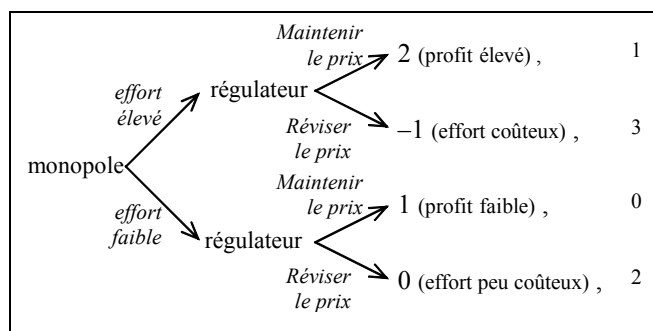 Maintenir
le prix
2 (profit élevé) , 1
effort
élevé
régulateur
Réviser
le prix
–1 (effort coûteux) , 3
monopole
Maintenir
le prix
1 (profit faible) , 0
effort
faible
régulateur
Réviser
le prix
0 (effort peu coûteux) , 2